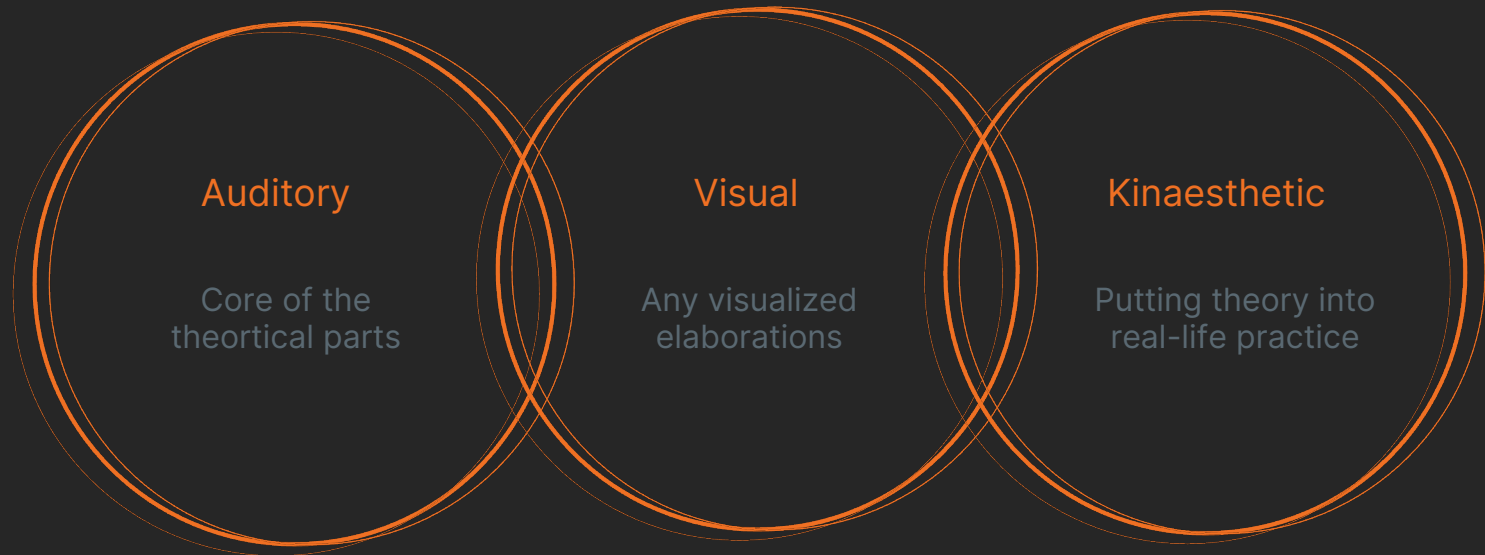 Auditory
Core of the
theortical parts
Visual
Any visualized
elaborations
Kinaesthetic
Putting theory into
real-life practice